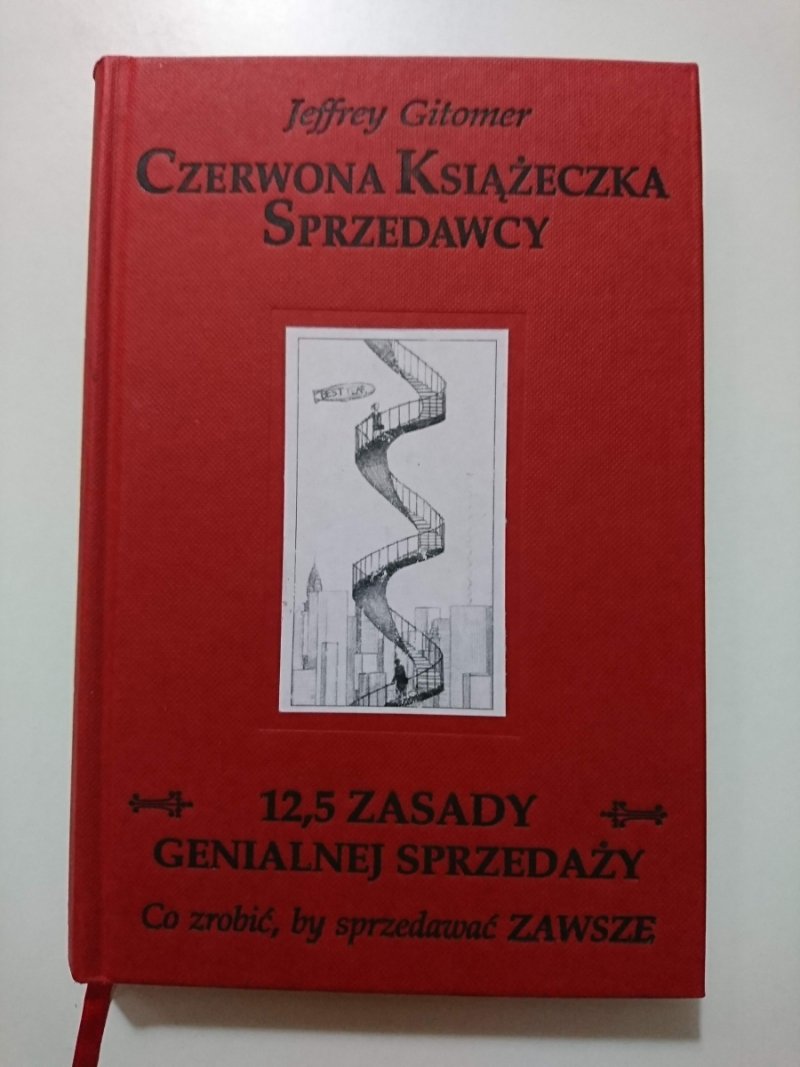 Jeffrey Gitomer
CZERWONA KSIĄŻECZKA
SPRZEDAWCY
12,5 ZASADY
GENIALNEJ SPRZEDAŻY
Co zrobić, by sprzedawać ZAWSZE